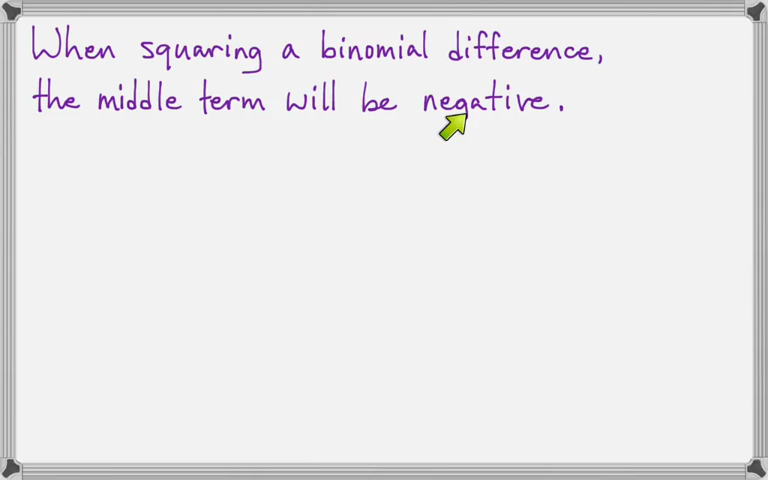 When squaring a binomial difference,
the middle term will be negative.